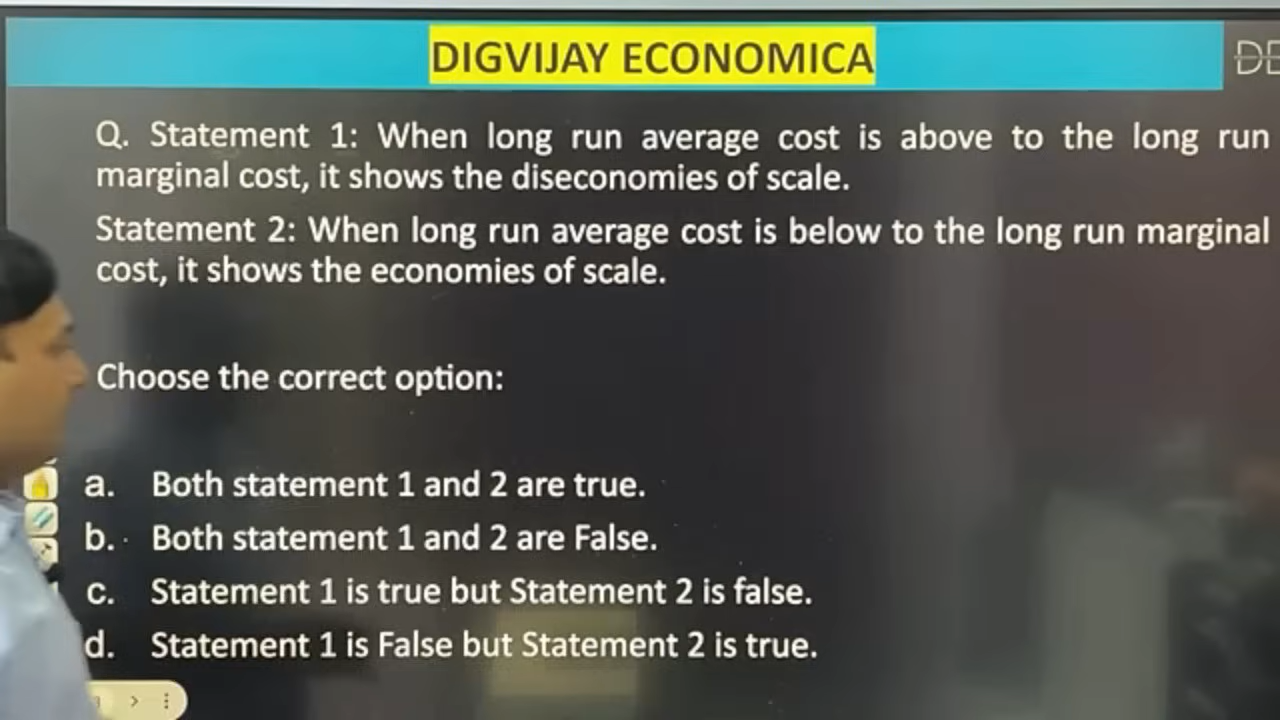 DIGVIJAY ECONOMICA
DE
Q. Statement 1: When long run average cost is above to the long run
marginal cost, it shows the diseconomies of scale.
Statement 2: When long run average cost is below to the long run marginal
cost, it shows the economies of scale.
Choose the correct option:
a. Both statement 1 and 2 are true.
b. Both statement 1 and 2 are False.
c. Statement 1 is true but Statement 2 is false.
d. Statement 1 is False but Statement 2 is true.